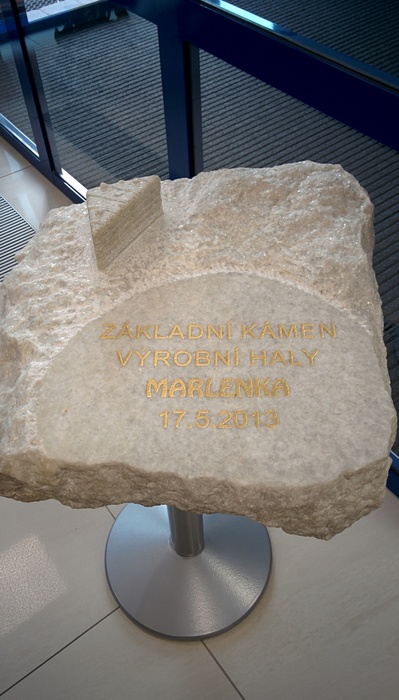 ZÁKLADNÍ KÁMEN
VÝROBNÍ HALY
MARLENKA
17.5.2013